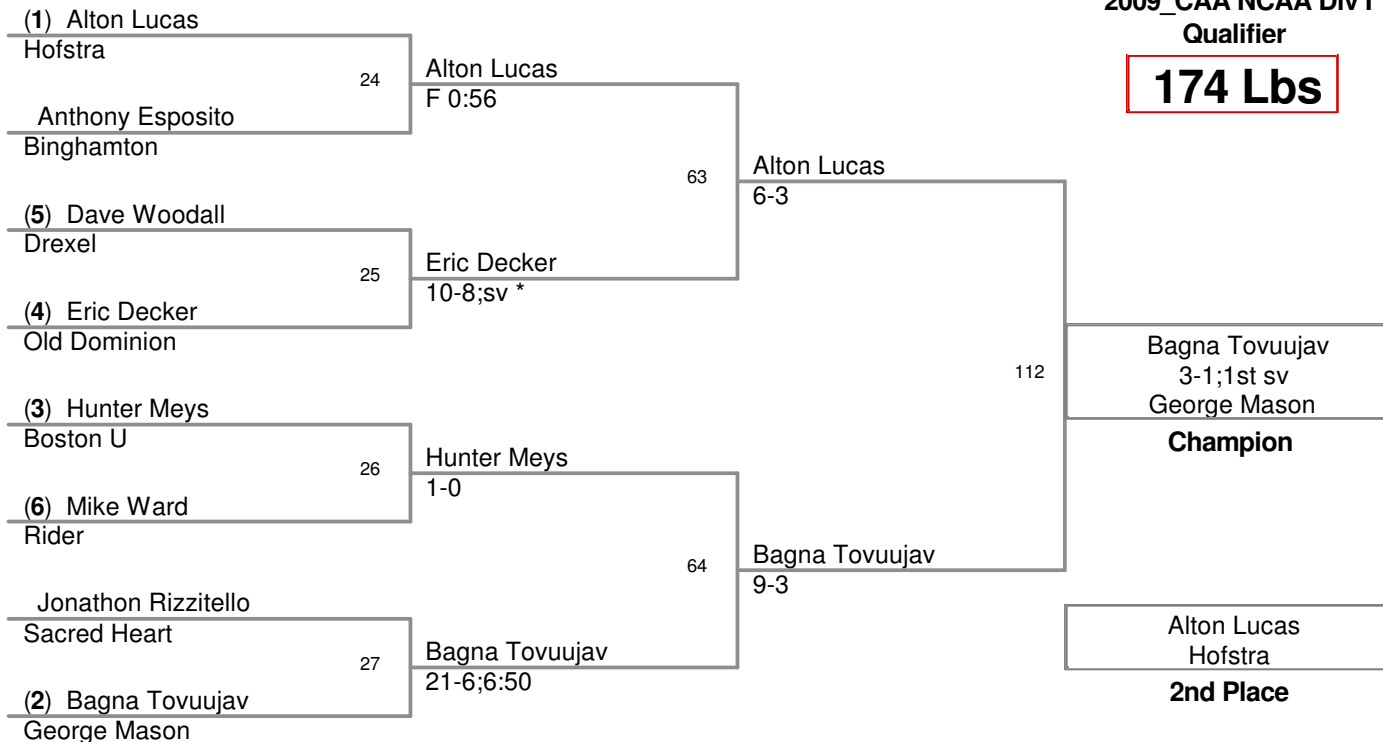 2009_CAA NCAA Div I
Qualifier
174 Lbs
(1) Alton Lucas
Hofstra
24
Anthony Esposito
Binghamton
Alton Lucas
F 0:56
(5) Dave Woodall
Drexel
25
(4) Eric Decker
Old Dominion
Eric Decker
10-8;sv *
63
Alton Lucas
6-3
(3) Hunter Meys
Boston U
26
(6) Mike Ward
Rider
Hunter Meys
1-0
Jonathon Rizzitello
Sacred Heart
27
(2) Bagna Tovuujav
George Mason
Bagna Tovuujav
21-6;6:50
64
Bagna Tovuujav
9-3
112
Bagna Tovuujav
3-1;1st sv
George Mason
Champion
Alton Lucas
Hofstra
2nd Place